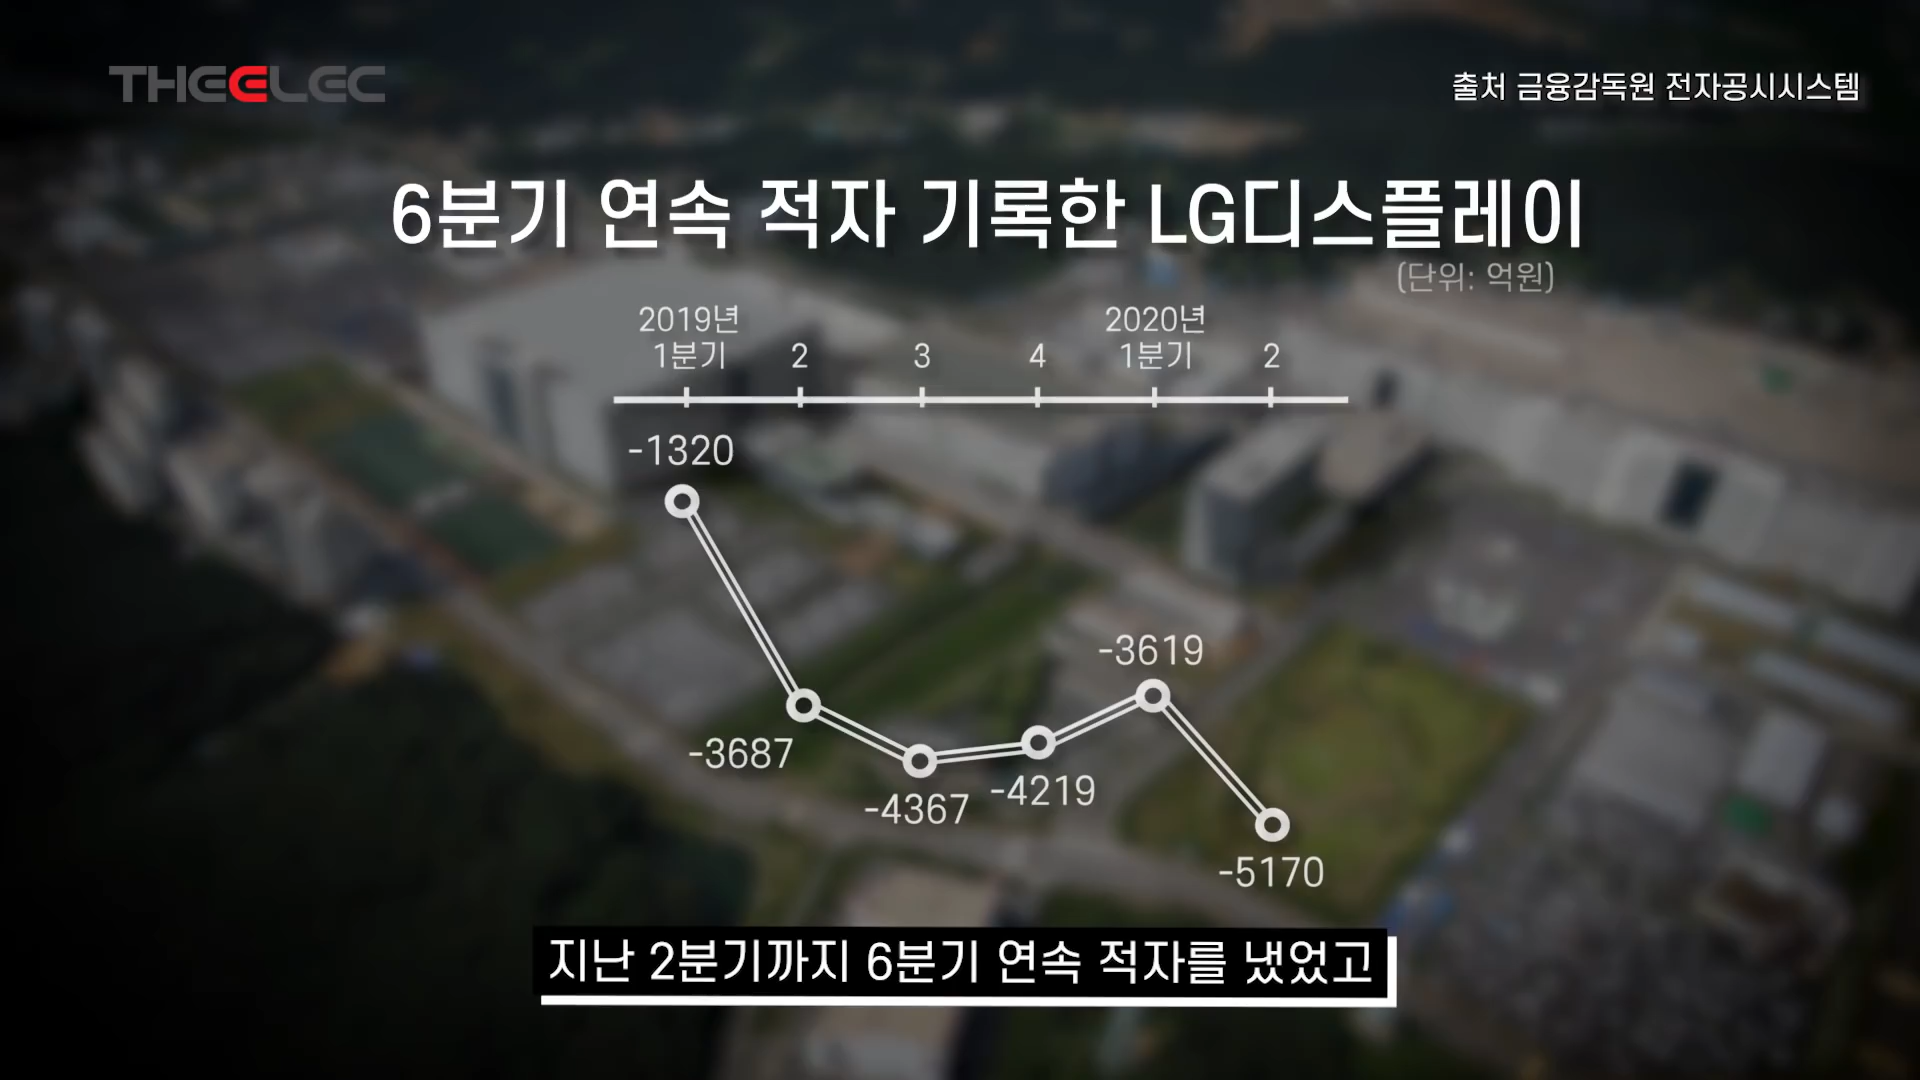 THEELEC
출처 금융감독원 전자공시시스템
6분기 연속 적자 기록한 LG디스플레이
(단위: 억원)
2019년 2020년
1분기 2 3 4 1분기 2
-1320
-3619
-3687
-4219
-4367
-5170
지난 2분기까지 6분기 연속 적자를 냈었고